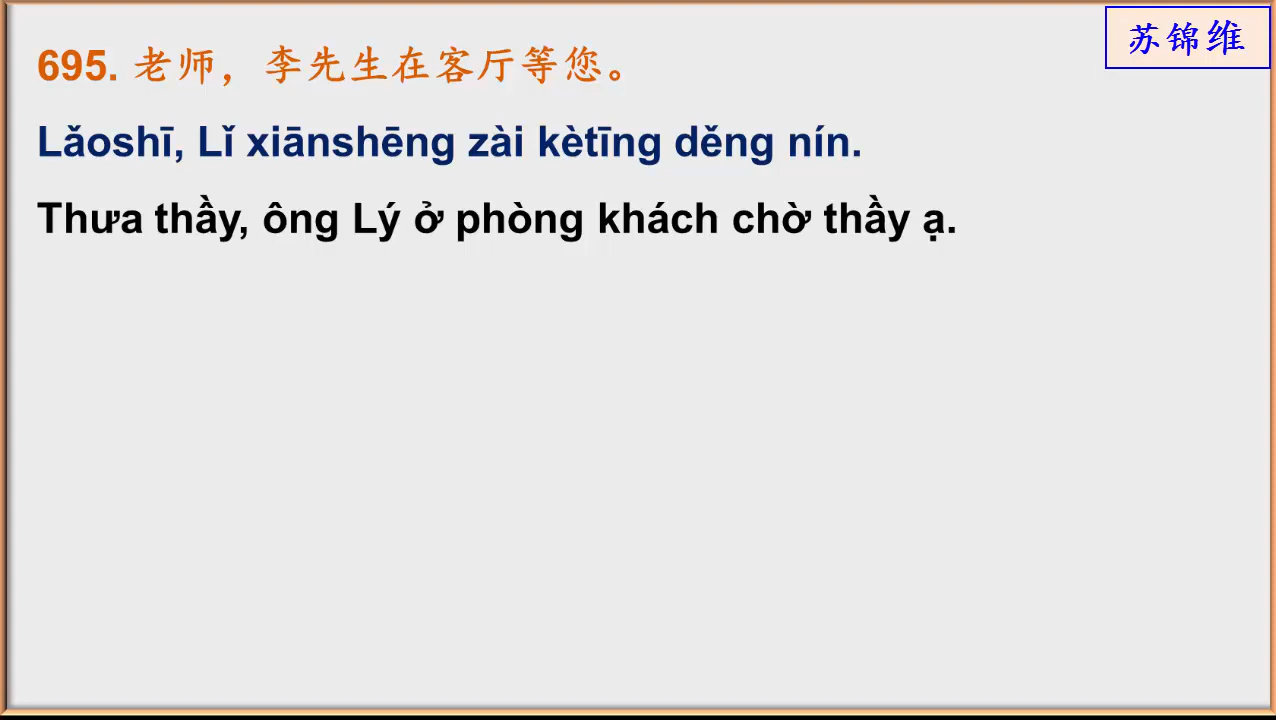 苏锦维
695. 老师，李先生在客厅等您。
Lǎoshī, Lǐ xiānshēng zài kètīng děng nín.
Thưa thầy, ông Lý ở phòng khách chờ thầy ạ.